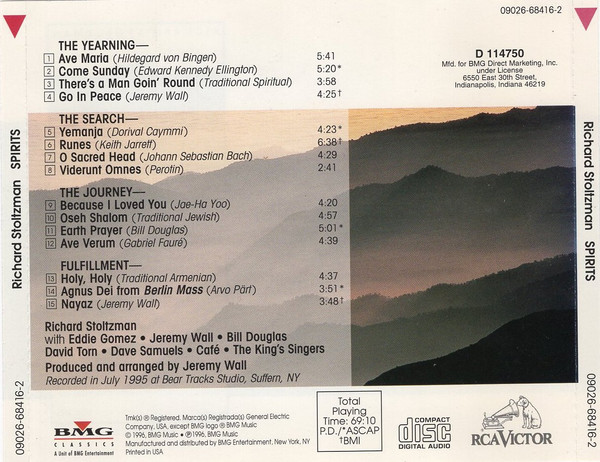 09026-68416-2
THE YEARNING—
1 Ave Maria (Hildegard von Bingen) 5:41
2 Come Sunday (Edward Kennedy Ellington) 5:20*
3 There's a Man Goin' Round (Traditional Spiritual) 3:58
4 Go In Peace (Jeremy Wall) 4:25†
D 114750
Mfd. for BMG Direct Marketing, Inc.
under License
6550 East 30th Street,
Indianapolis, Indiana 46219
THE SEARCH—
5 Yemanja (Dorival Caymmi) 4:23*
6 Runes (Keith Jarrett) 6:38†
7 O Sacred Head (Johann Sebastian Bach) 4:29
8 Viderunt Omnes (Perotin) 2:41
THE JOURNEY—
9 Because I Loved You (Jae-Ha Yoo) 4:20
10 Oseh Shalom (Traditional Jewish) 4:57
11 Earth Prayer (Bill Douglas) 5:01*
12 Ave Verum (Gabriel Fauré) 4:39
FULFILLMENT—
13 Holy, Holy (Traditional Armenian) 4:37
14 Agnus Dei from Berlin Mass (Arvo Pärt) 3:51*
15 Nayaz (Jeremy Wall) 3:48†
Richard Stoltzman
with Eddie Gomez • Jeremy Wall • Bill Douglas
David Torn • Dave Samuels • Café • The King's Singers
Produced and arranged by Jeremy Wall
Recorded in July 1995 at Bear Tracks Studio, Suffern, NY
BMG
CLASSICS
A Unit of BMG Entertainment
Tmk(s) ® Registered. Marca(s) Registrada(s) General Electric
Company, USA, except BMG logo ® BMG Music
© 1996, BMG Music • ℗ 1996, BMG Music
Manufactured and distributed by BMG Entertainment, New York, NY
Printed in USA
Total
Playing
Time: 69:10
P.D./*ASCAP
†BMI
COMPACT
disc
DIGITAL AUDIO
RCA VICTOR
Richard Stoltzman SPIRITS
09026-68416-2
Richard Stoltzman SPIRITS
09026-68416-2